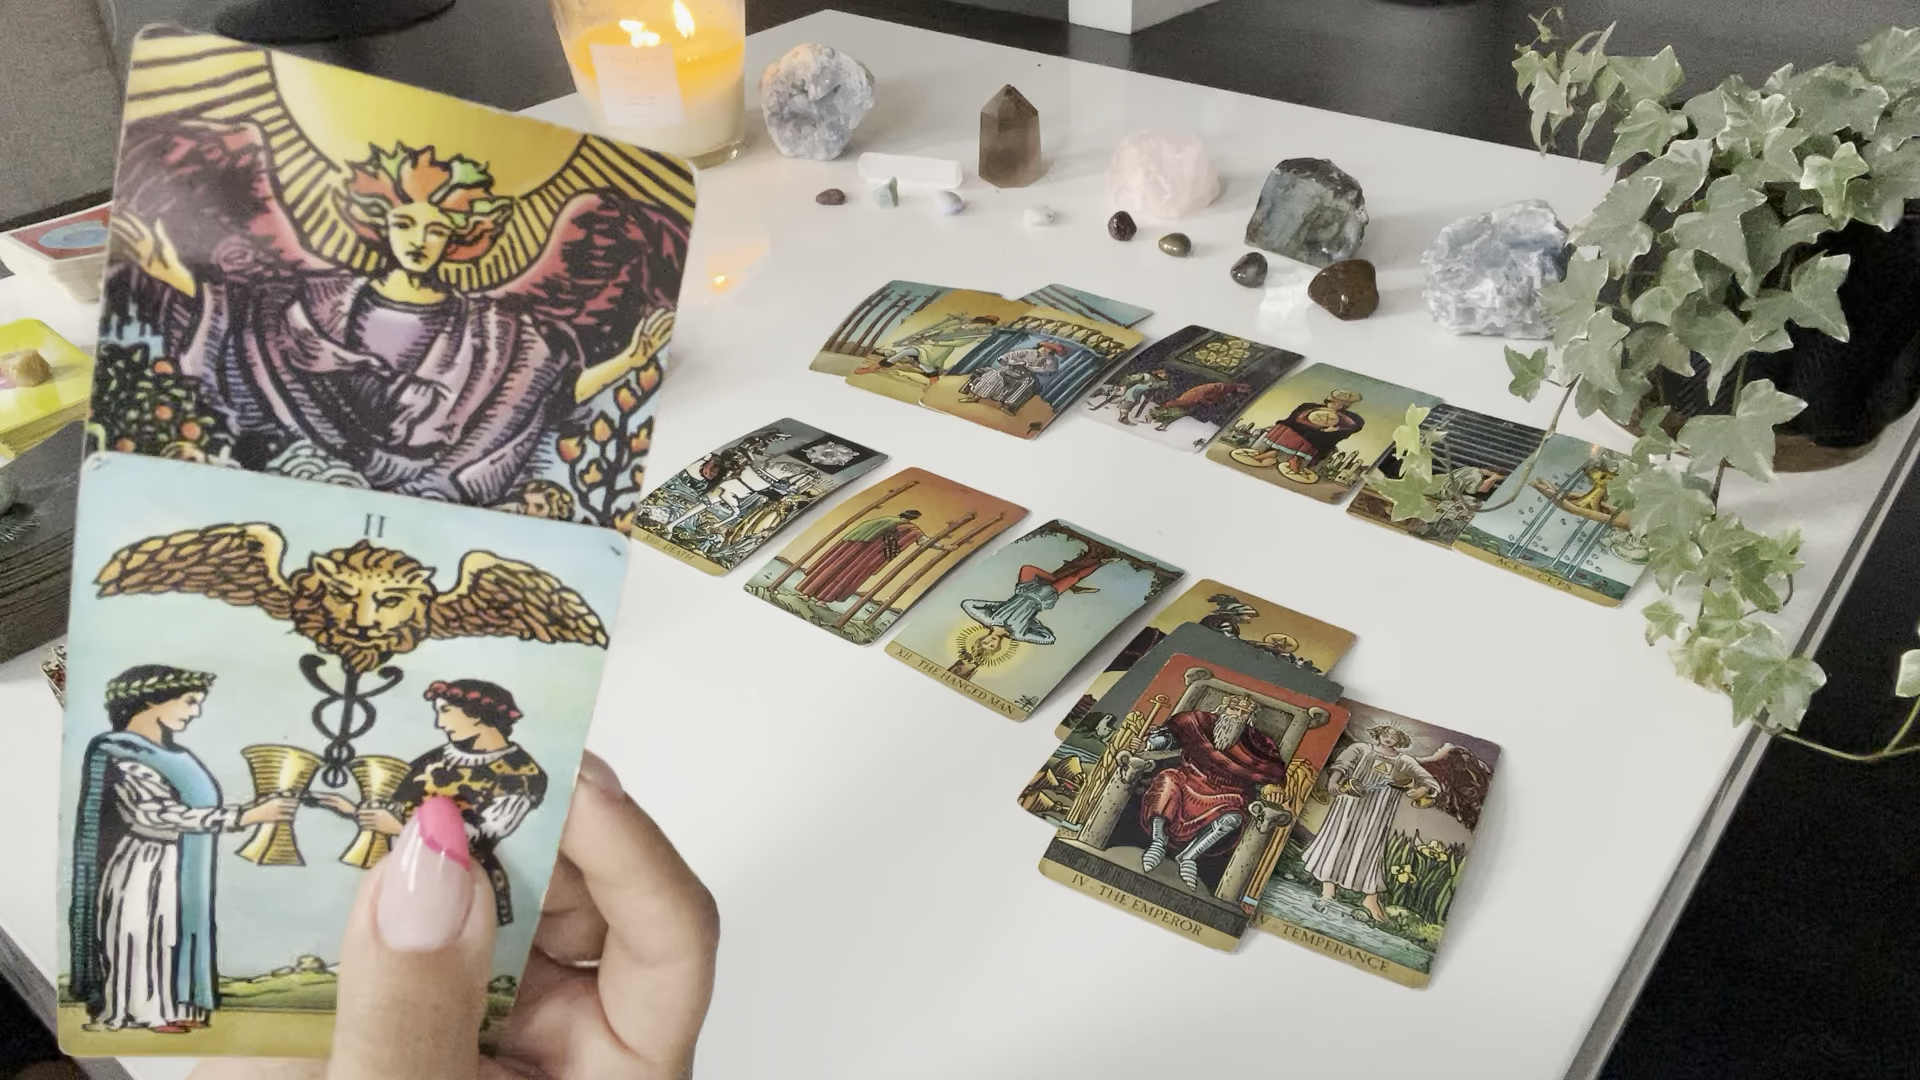 II
XIII - DEATH
XII - THE HANGED MAN
ACE OF CUPS
IV - THE EMPEROR
TEMPERANCE